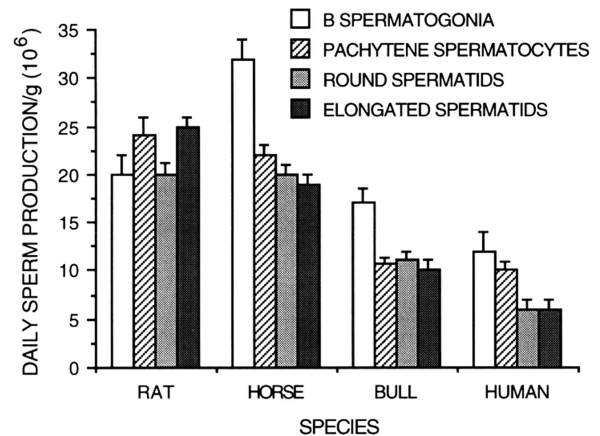 B SPERMATOGONIA
PACHYTENE SPERMATOCYTES
ROUND SPERMATIDS
ELONGATED SPERMATIDS
DAILY SPERM PRODUCTION/g (10⁶)
35
30
25
20
15
10
5
0
RAT HORSE BULL HUMAN
SPECIES